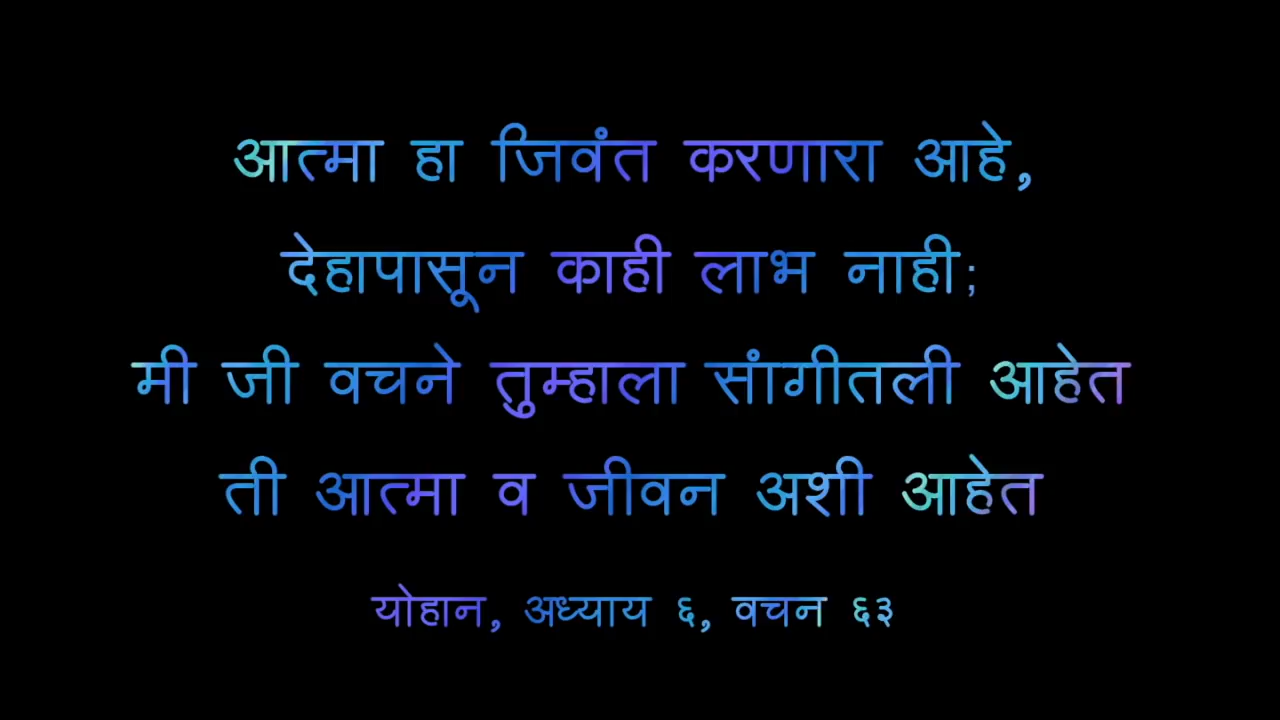 आत्मा हा जिवंत करणारा आहे,
देहापासून काही लाभ नाही;
मी जी वचने तुम्हाला सांगीतली आहेत
ती आत्मा व जीवन अशी आहेत
योहान, अध्याय ६, वचन ६३